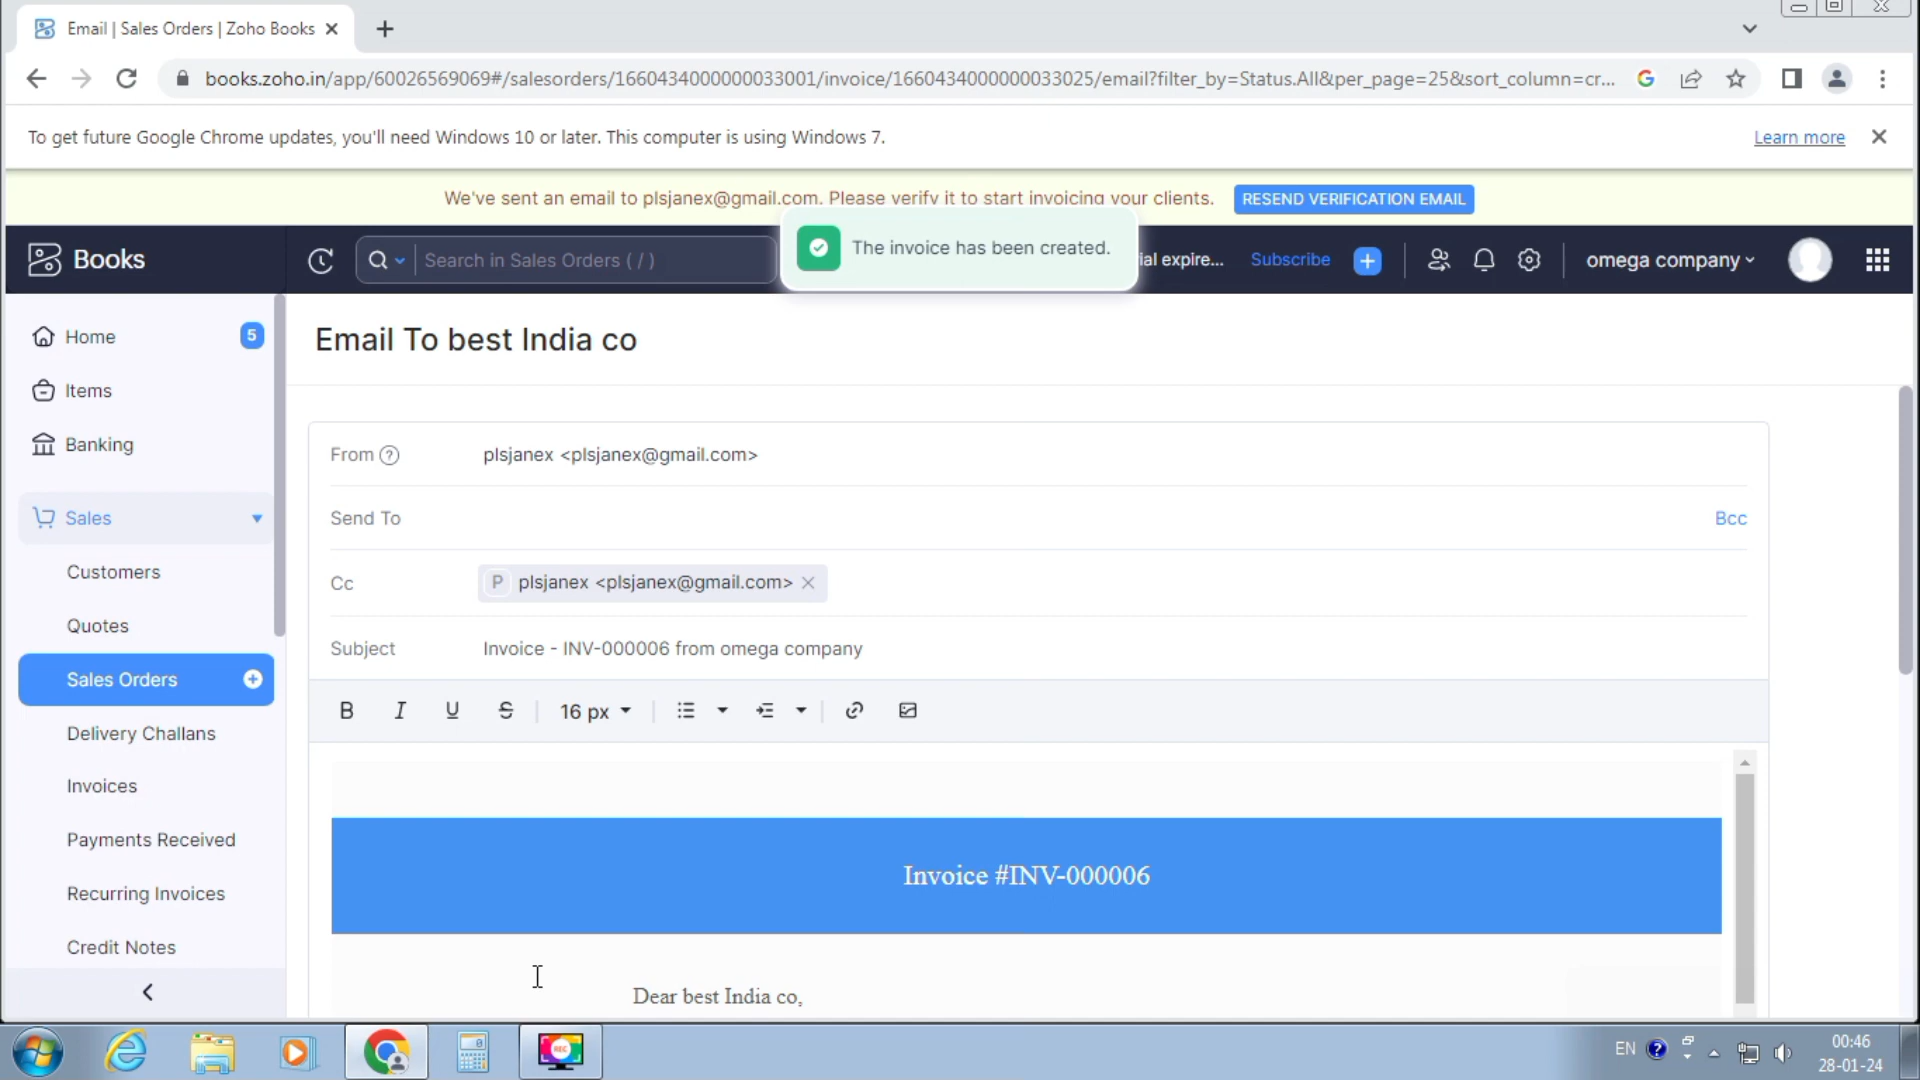 Email | Sales Orders | Zoho Books
books.zoho.in/app/60026569069#/salesorders/1660434000000033001/invoice/1660434000000033025/email?filter_by=Status.All&per_page=25&sort_column=cr...
To get future Google Chrome updates, you'll need Windows 10 or later. This computer is using Windows 7.
Learn more
We've sent an email to plsjanex@gmail.com. Please verify it to start invoicing your clients.
RESEND VERIFICATION EMAIL
Books
Search in Sales Orders ( / )
The invoice has been created.
ial expire...
Subscribe
omega company
Home
5
Items
Banking
Sales
Customers
Quotes
Sales Orders
Delivery Challans
Invoices
Payments Received
Recurring Invoices
Credit Notes
Email To best India co
From
plsjanex <plsjanex@gmail.com>
Send To
Bcc
Cc
P plsjanex <plsjanex@gmail.com>
Subject
Invoice - INV-000006 from omega company
B I U S 16 px
Invoice #INV-000006
Dear best India co,
REC
EN
00:46
28-01-24